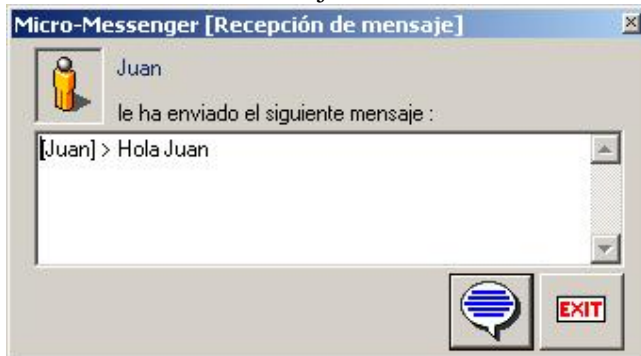 Micro-Messenger [Recepción de mensaje]
Juan
le ha enviado el siguiente mensaje :
[Juan] > Hola Juan
EXIT